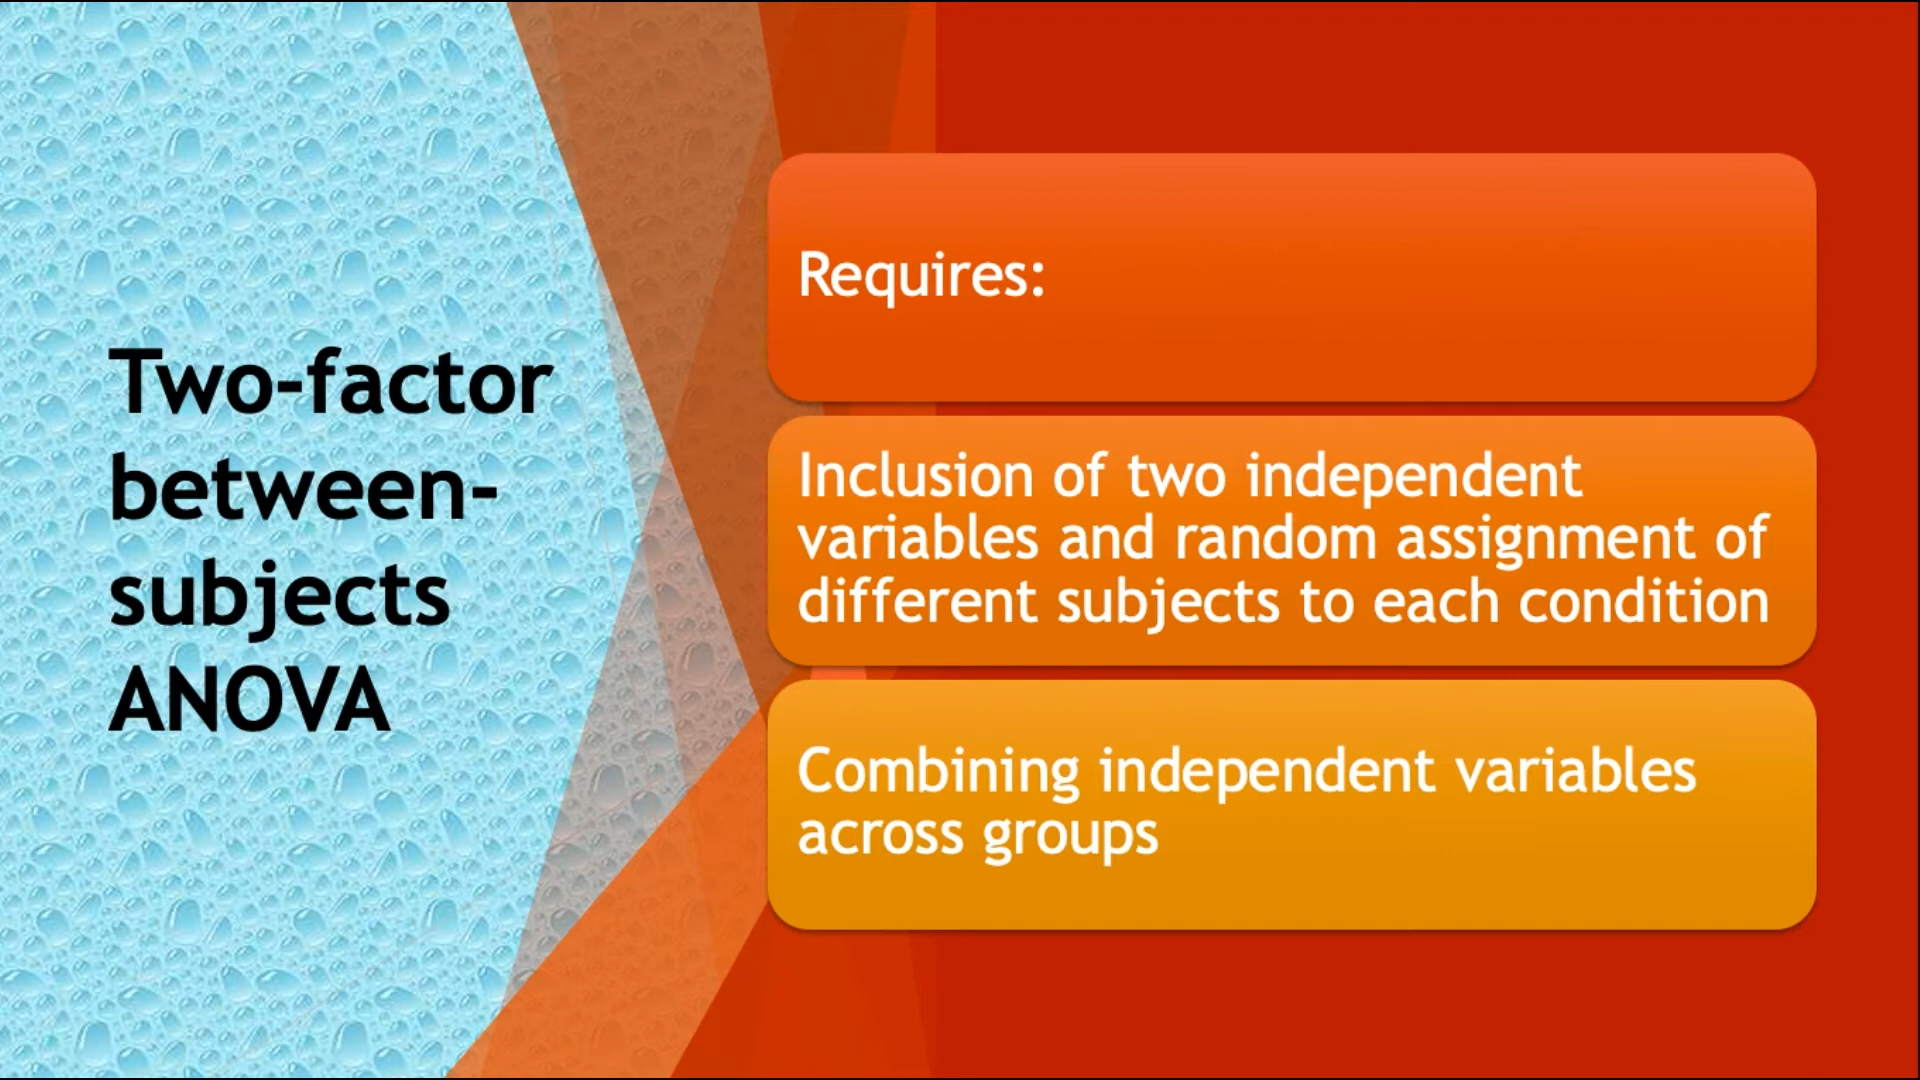 Two-factor
between-
subjects
ANOVA
Requires:
Inclusion of two independent
variables and random assignment of
different subjects to each condition
Combining independent variables
across groups